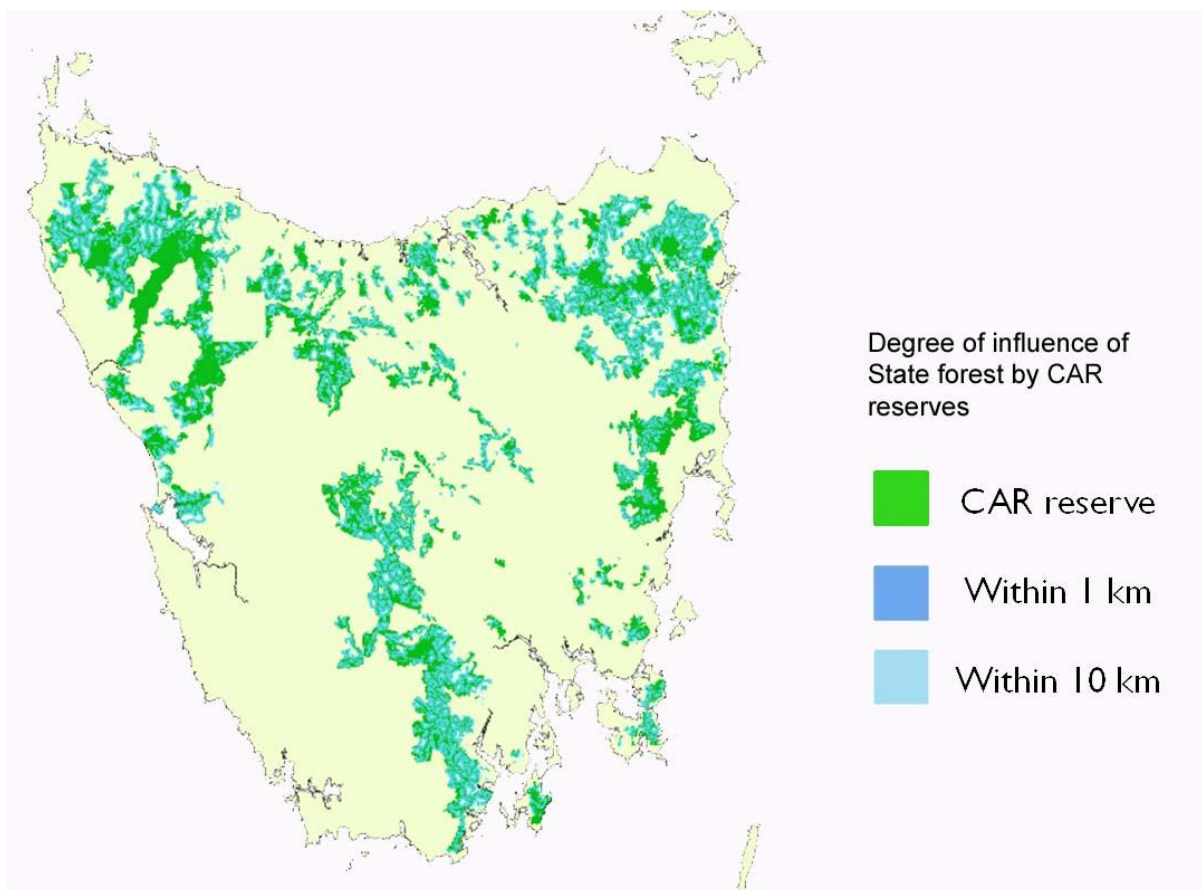 Degree of influence of
State forest by CAR
reserves
CAR reserve
Within 1 km
Within 10 km